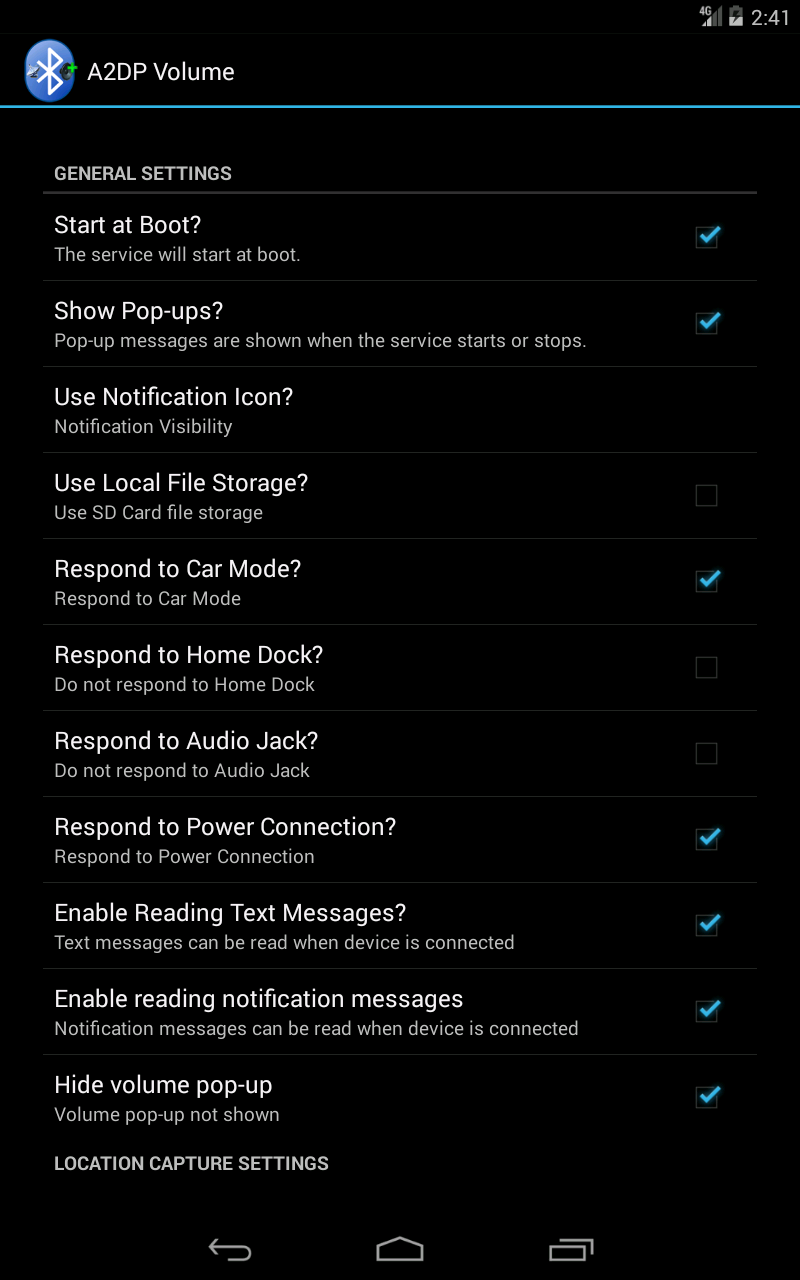 4G 2:41
A2DP Volume
GENERAL SETTINGS
Start at Boot?
The service will start at boot.
Show Pop-ups?
Pop-up messages are shown when the service starts or stops.
Use Notification Icon?
Notification Visibility
Use Local File Storage?
Use SD Card file storage
Respond to Car Mode?
Respond to Car Mode
Respond to Home Dock?
Do not respond to Home Dock
Respond to Audio Jack?
Do not respond to Audio Jack
Respond to Power Connection?
Respond to Power Connection
Enable Reading Text Messages?
Text messages can be read when device is connected
Enable reading notification messages
Notification messages can be read when device is connected
Hide volume pop-up
Volume pop-up not shown
LOCATION CAPTURE SETTINGS